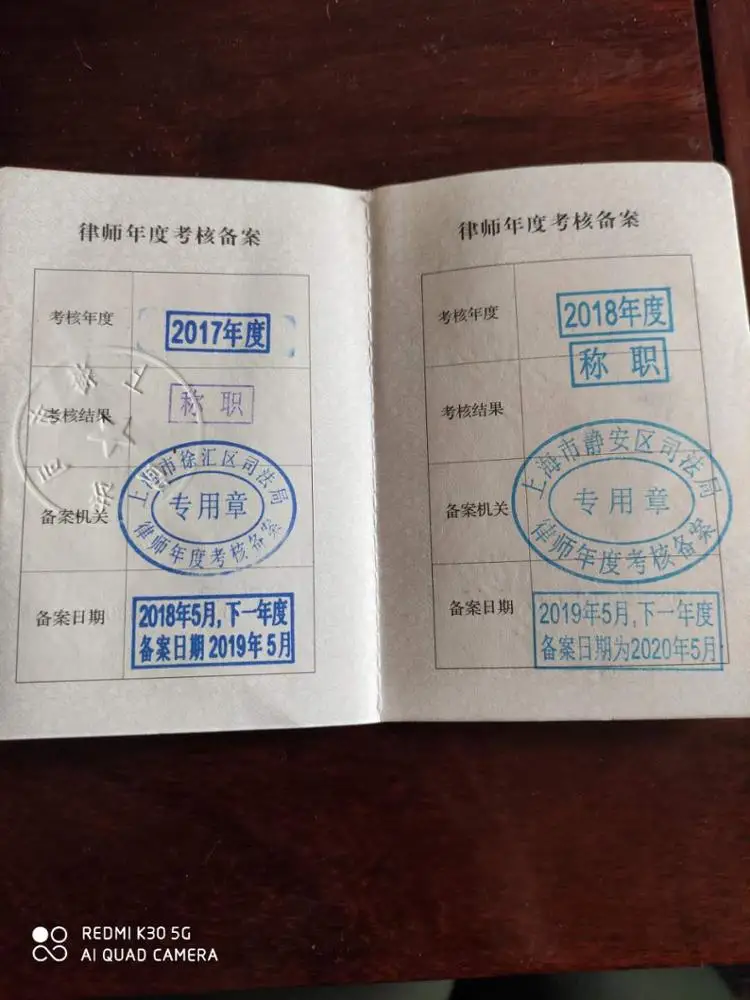 律师年度考核备案
考核年度
2017年度
考核结果
称职
备案机关
上海市徐汇区司法局
专用章
律师年度考核备案
备案日期
2018年5月,下一年度
备案日期2019年5月
律师年度考核备案
考核年度
2018年度
称职
考核结果
备案机关
上海市静安区司法局
专用章
律师年度考核备案
备案日期
2019年5月,下一年度
备案日期为2020年5月
REDMI K30 5G
AI QUAD CAMERA